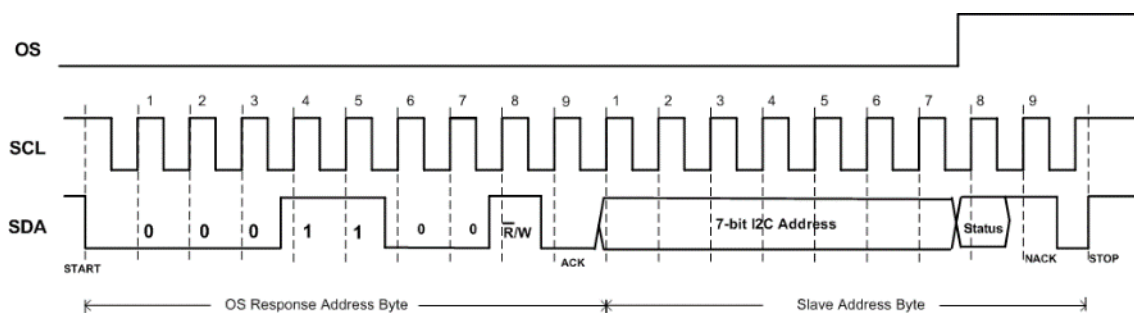 OS
1 2 3 4 5 6 7 8 9 1 2 3 4 5 6 7 8 9
SCL
SDA
0 0 0 1 1 0 0 R/W 7-bit I2C Address Status
START ACK NACK STOP
OS Response Address Byte Slave Address Byte